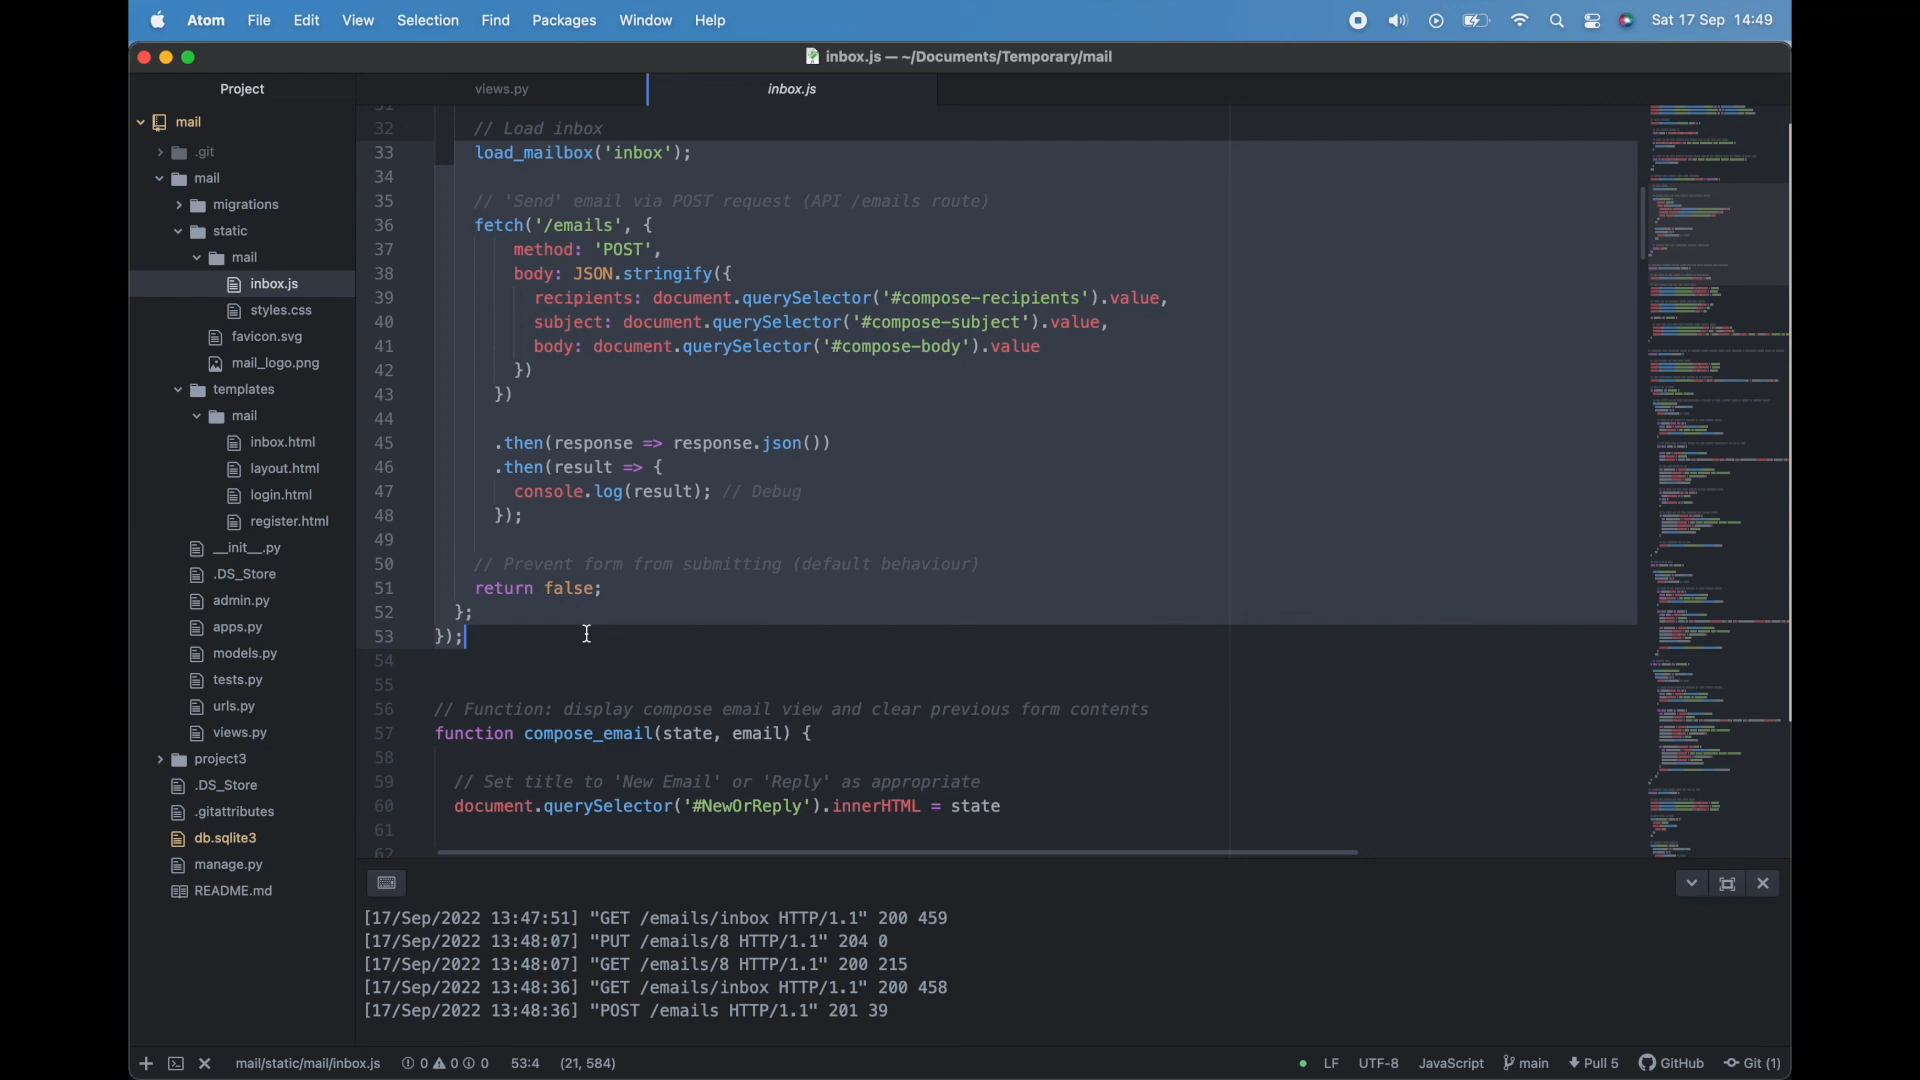 Atom File Edit View Selection Find Packages Window Help Sat 17 Sep 14:49
inbox.js — ~/Documents/Temporary/mail
Project
views.py
inbox.js
mail
.git
mail
migrations
static
mail
inbox.js
styles.css
favicon.svg
mail_logo.png
templates
mail
inbox.html
layout.html
login.html
register.html
__init__.py
.DS_Store
admin.py
apps.py
models.py
tests.py
urls.py
views.py
project3
.DS_Store
.gitattributes
db.sqlite3
manage.py
README.md
31
32 // Load inbox
33 load_mailbox('inbox');
34
35 // 'Send' email via POST request (API /emails route)
36 fetch('/emails', {
37 method: 'POST',
38 body: JSON.stringify({
39 recipients: document.querySelector('#compose-recipients').value,
40 subject: document.querySelector('#compose-subject').value,
41 body: document.querySelector('#compose-body').value
42 })
43 })
44
45 .then(response => response.json())
46 .then(result => {
47 console.log(result); // Debug
48 });
49
50 // Prevent form from submitting (default behaviour)
51 return false;
52 };
53 });
54
55
56 // Function: display compose email view and clear previous form contents
57 function compose_email(state, email) {
58
59 // Set title to 'New Email' or 'Reply' as appropriate
60 document.querySelector('#NewOrReply').innerHTML = state
61
62
[17/Sep/2022 13:47:51] "GET /emails/inbox HTTP/1.1" 200 459
[17/Sep/2022 13:48:07] "PUT /emails/8 HTTP/1.1" 204 0
[17/Sep/2022 13:48:07] "GET /emails/8 HTTP/1.1" 200 215
[17/Sep/2022 13:48:36] "GET /emails/inbox HTTP/1.1" 200 458
[17/Sep/2022 13:48:36] "POST /emails HTTP/1.1" 201 39
mail/static/mail/inbox.js 0 0 0 53:4 (21, 584) LF UTF-8 JavaScript main Pull 5 GitHub Git (1)